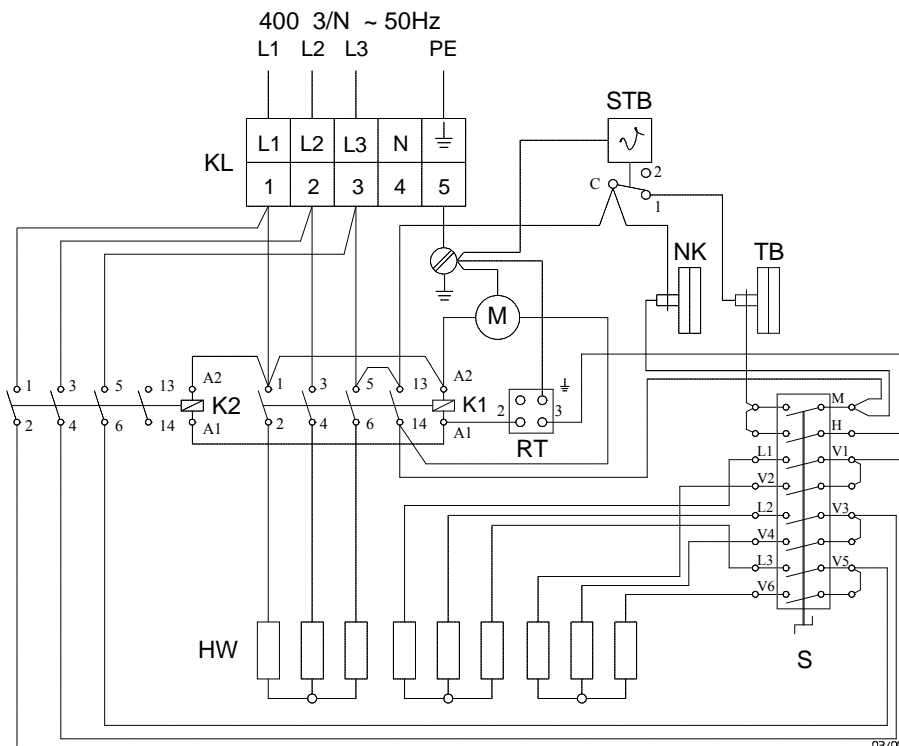 400 3/N ~ 50Hz
L1 L2 L3 PE
STB
KL L1 L2 L3 N
1 2 3 4 5
2
C
1
NK TB
M
1 3 5 13 A2 K2 1 3 5 13 A2 K1
2 4 6 14 A1 2 4 6 14 A1
2 3
RT
M
H
L1 V1
V2
L2 V3
V4
L3 V5
V6
HW
S